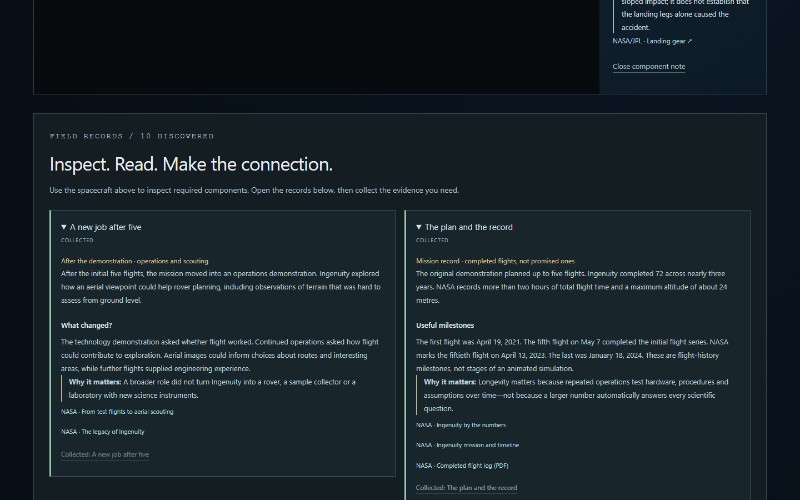 sloped impact; it does not establish that
the landing legs alone caused the
accident.
NASA/JPL · Landing gear ↗
Close component note
FIELD RECORDS / 10 DISCOVERED
Inspect. Read. Make the connection.
Use the spacecraft above to inspect required components. Open the records below, then collect the evidence you need.
▼ A new job after five
COLLECTED
After the demonstration · operations and scouting
After the initial five flights, the mission moved into an operations demonstration. Ingenuity explored
how an aerial viewpoint could help rover planning, including observations of terrain that was hard to
assess from ground level.
What changed?
The technology demonstration asked whether flight worked. Continued operations asked how flight
could contribute to exploration. Aerial images could inform choices about routes and interesting
areas, while further flights supplied engineering experience.
Why it matters: A broader role did not turn Ingenuity into a rover, a sample collector or a
laboratory with new science instruments.
NASA · From test flights to aerial scouting
NASA · The legacy of Ingenuity
Collected: A new job after five
▼ The plan and the record
COLLECTED
Mission record · completed flights, not promised ones
The original demonstration planned up to five flights. Ingenuity completed 72 across nearly three
years. NASA records more than two hours of total flight time and a maximum altitude of about 24
metres.
Useful milestones
The first flight was April 19, 2021. The fifth flight on May 7 completed the initial flight series. NASA
marks the fiftieth flight on April 13, 2023. The last was January 18, 2024. These are flight-history
milestones, not stages of an animated simulation.
Why it matters: Longevity matters because repeated operations test hardware, procedures and
assumptions over time—not because a larger number automatically answers every scientific
question.
NASA · Ingenuity by the numbers
NASA · Ingenuity mission and timeline
NASA · Completed flight log (PDF)
Collected: The plan and the record